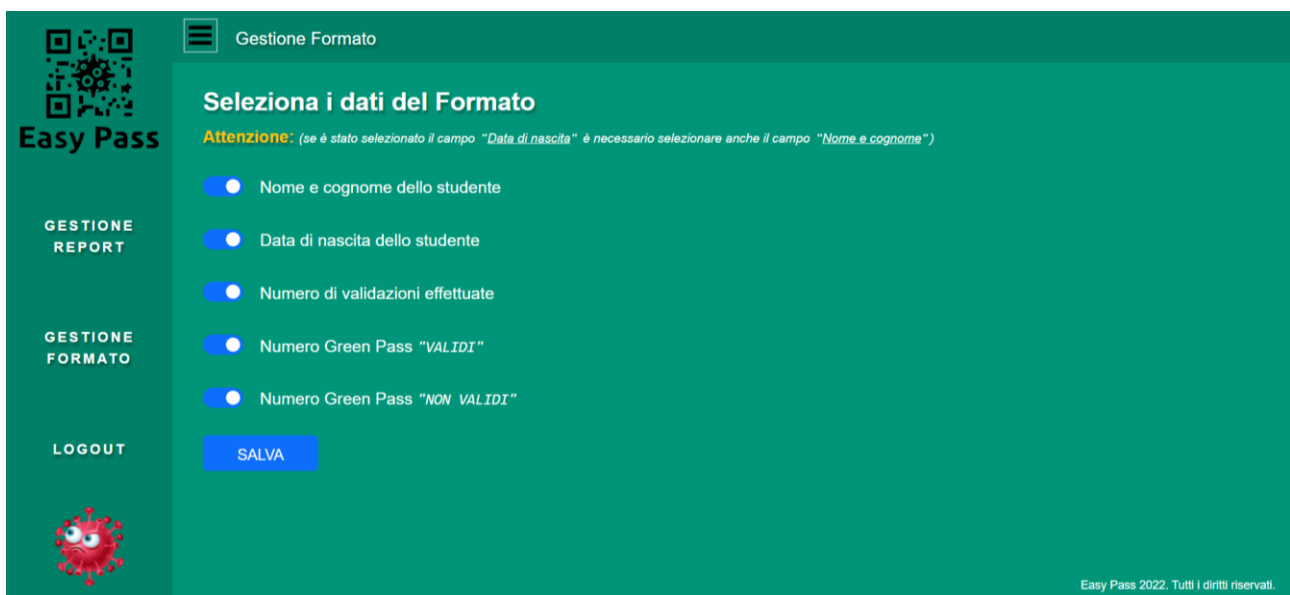 Easy Pass
GESTIONE
REPORT
GESTIONE
FORMATO
LOGOUT
Gestione Formato
Seleziona i dati del Formato
Attenzione: (se è stato selezionato il campo "Data di nascita" è necessario selezionare anche il campo "Nome e cognome")
Nome e cognome dello studente
Data di nascita dello studente
Numero di validazioni effettuate
Numero Green Pass "VALIDI"
Numero Green Pass "NON VALIDI"
SALVA
Easy Pass 2022. Tutti i diritti riservati.